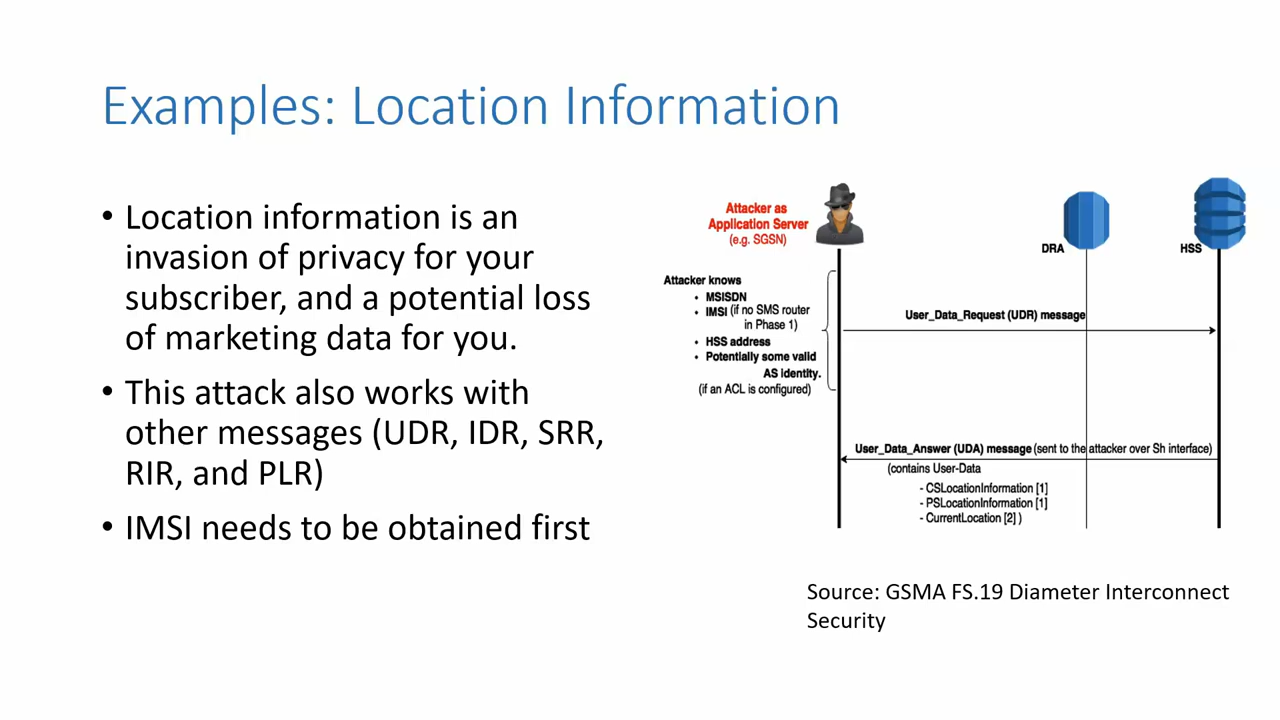 Examples: Location Information
• Location information is an
invasion of privacy for your
subscriber, and a potential loss
of marketing data for you.
• This attack also works with
other messages (UDR, IDR, SRR,
RIR, and PLR)
• IMSI needs to be obtained first
Attacker as
Application Server
(e.g. SGSN)
DRA
HSS
Attacker knows
• MSISDN
• IMSI (if no SMS router
in Phase 1)
• HSS address
• Potentially some valid
AS identity.
(if an ACL is configured)
User_Data_Request (UDR) message
User_Data_Answer (UDA) message (sent to the attacker over Sh interface)
(contains User-Data
- CSLocationInformation [1]
- PSLocationInformation [1]
- CurrentLocation [2] )
Source: GSMA FS.19 Diameter Interconnect
Security